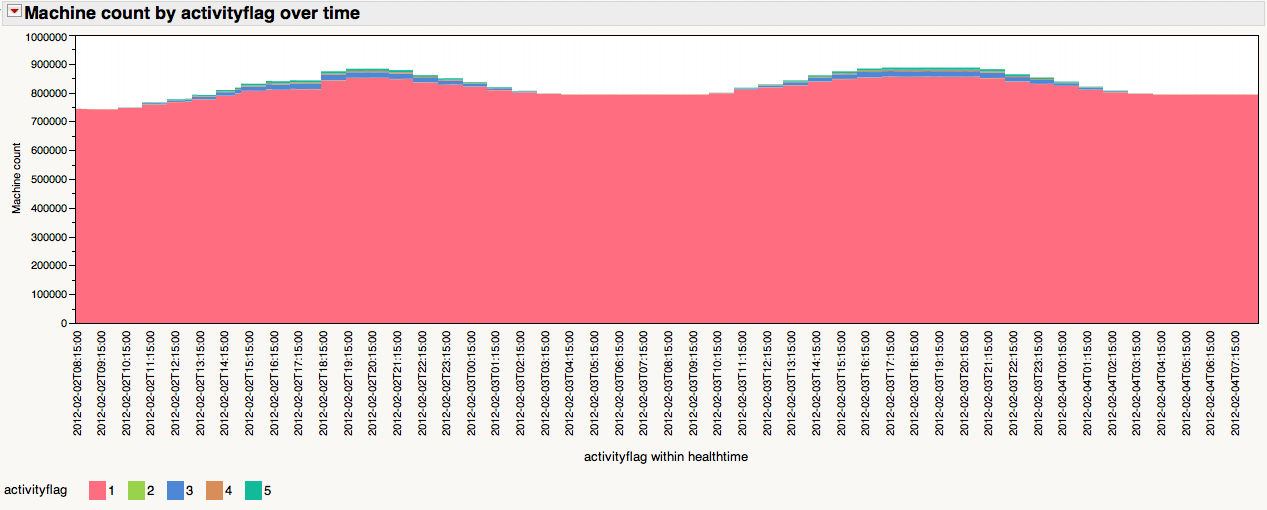 Machine count by activityflag over time
1000000
900000
800000
700000
600000
500000
400000
300000
200000
100000
0
Machine count
2012-02-02T08:15:00
2012-02-02T09:15:00
2012-02-02T10:15:00
2012-02-02T11:15:00
2012-02-02T12:15:00
2012-02-02T13:15:00
2012-02-02T14:15:00
2012-02-02T15:15:00
2012-02-02T16:15:00
2012-02-02T17:15:00
2012-02-02T18:15:00
2012-02-02T19:15:00
2012-02-02T20:15:00
2012-02-02T21:15:00
2012-02-02T22:15:00
2012-02-02T23:15:00
2012-02-03T00:15:00
2012-02-03T01:15:00
2012-02-03T02:15:00
2012-02-03T03:15:00
2012-02-03T04:15:00
2012-02-03T05:15:00
2012-02-03T06:15:00
2012-02-03T07:15:00
2012-02-03T08:15:00
2012-02-03T09:15:00
2012-02-03T10:15:00
2012-02-03T11:15:00
2012-02-03T12:15:00
2012-02-03T13:15:00
2012-02-03T14:15:00
2012-02-03T15:15:00
2012-02-03T16:15:00
2012-02-03T17:15:00
2012-02-03T18:15:00
2012-02-03T19:15:00
2012-02-03T20:15:00
2012-02-03T21:15:00
2012-02-03T22:15:00
2012-02-03T23:15:00
2012-02-04T00:15:00
2012-02-04T01:15:00
2012-02-04T02:15:00
2012-02-04T03:15:00
2012-02-04T04:15:00
2012-02-04T05:15:00
2012-02-04T06:15:00
2012-02-04T07:15:00
activityflag within healthtime
activityflag 1 2 3 4 5